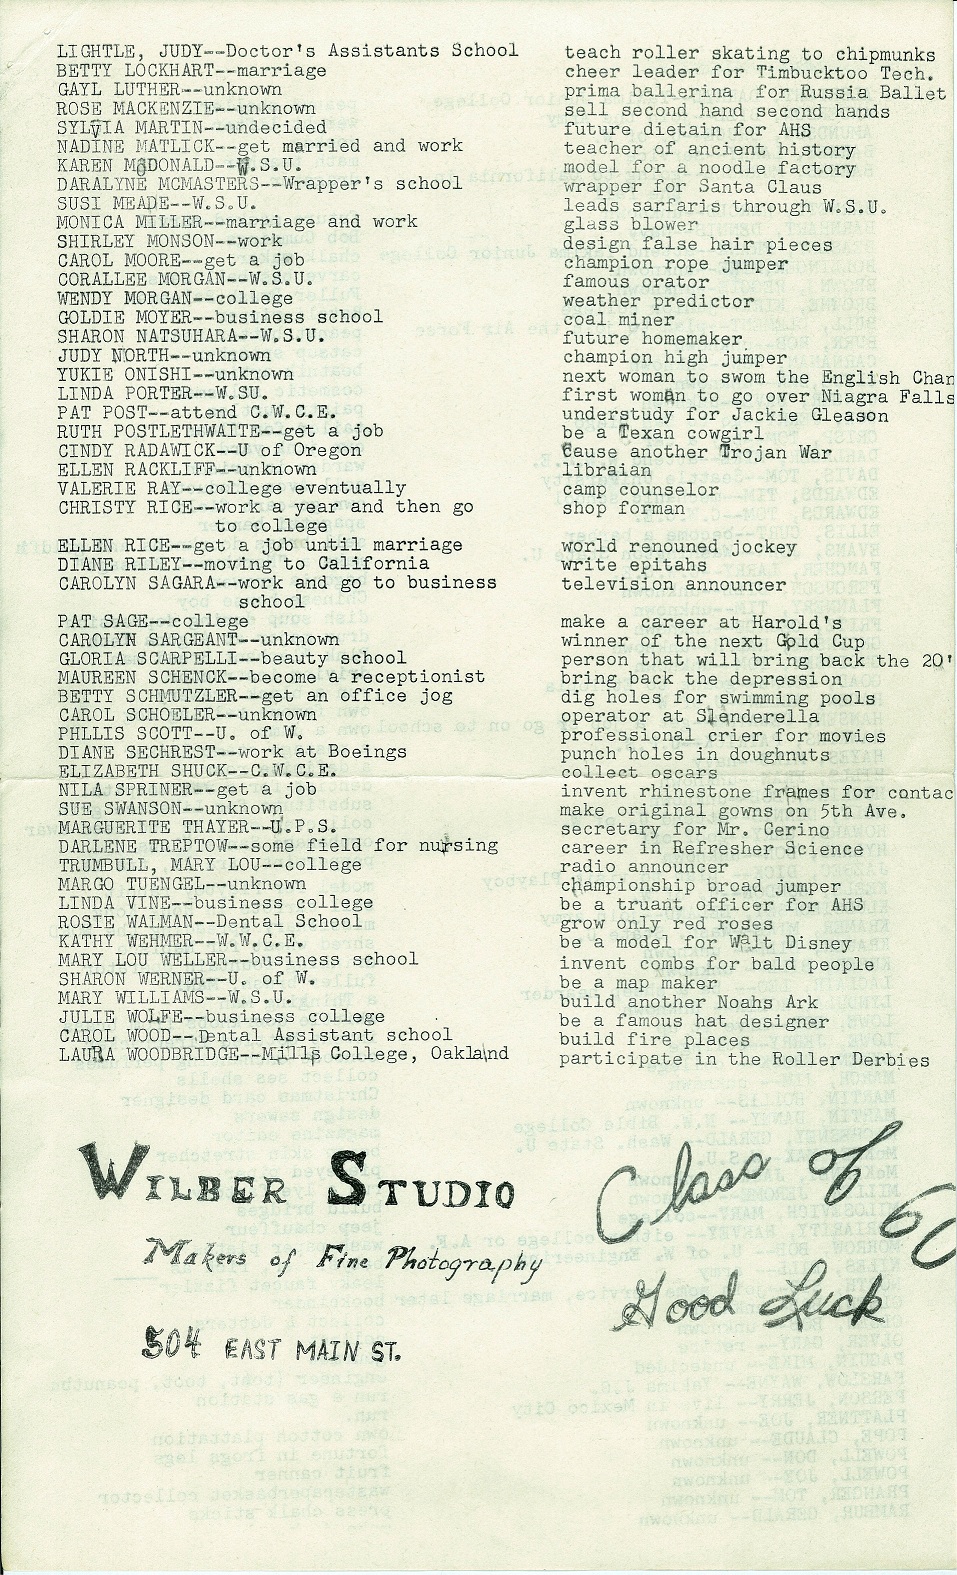 LIGHTLE, JUDY--Doctor's Assistants School teach roller skating to chipmunks
BETTY LOCKHART--marriage cheer leader for Timbucktoo Tech.
GAYL LUTHER--unknown prima ballerina for Russia Ballet
ROSE MACKENZIE--unknown sell second hand second hands
SYLVIA MARTIN--undecided future dietain for AHS
NADINE MATLICK--get married and work teacher of ancient history
KAREN McDONALD--W.S.U. model for a noodle factory
DARALYNE MCMASTERS--Wrapper's school wrapper for Santa Claus
SUSI MEADE--W.S.U. leads sarfaris through W.S.U.
MONICA MILLER--marriage and work glass blower
SHIRLEY MONSON--work design false hair pieces
CAROL MOORE--get a job champion rope jumper
CORALLEE MORGAN--W.S.U. famous orator
WENDY MORGAN--college weather predictor
GOLDIE MOYER--business school coal miner
SHARON NATSUHARA--W.S.U. future homemaker
JUDY NORTH--unknown champion high jumper
YUKIE ONISHI--unknown next woman to swom the English Chan
LINDA PORTER--W.SU. first woman to go over Niagra Falls
PAT POST--attend C.W.C.E. understudy for Jackie Gleason
RUTH POSTLETHWAITE--get a job be a Texan cowgirl
CINDY RADAWICK--U of Oregon Cause another Trojan War
ELLEN RACKLIFF--unknown libraian
VALERIE RAY--college eventually camp counselor
CHRISTY RICE--work a year and then go shop forman
to college
ELLEN RICE--get a job until marriage world renouned jockey
DIANE RILEY--moving to California write epitahs
CAROLYN SAGARA--work and go to business television announcer
school
PAT SAGE--college make a career at Harold's
CAROLYN SARGEANT--unknown winner of the next Gold Cup
GLORIA SCARPELLI--beauty school person that will bring back the 20'
MAUREEN SCHENCK--become a receptionist bring back the depression
BETTY SCHMUTZLER--get an office jog dig holes for swimming pools
CAROL SCHOELER--unknown operator at Slenderella
PHLLIS SCOTT--U. of W. professional crier for movies
DIANE SECHREST--work at Boeings punch holes in doughnuts
ELIZABETH SHUCK--C.W.C.E. collect oscars
NILA SPRINER--get a job invent rhinestone frames for contac
SUE SWANSON--unknown make original gowns on 5th Ave.
MARGUERITE THAYER--U.P.S. secretary for Mr. Cerino
DARLENE TREPTOW--some field for nursing career in Refresher Science
TRUMBULL, MARY LOU--college radio announcer
MARGO TUENGEL--unknown championship broad jumper
LINDA VINE--business college be a truant officer for AHS
ROSIE WALMAN--Dental School grow only red roses
KATHY WEHMER--W.W.C.E. be a model for Walt Disney
MARY LOU WELLER--business school invent combs for bald people
SHARON WERNER--U. of W. be a map maker
MARY WILLIAMS--W.S.U. build another Noahs Ark
JULIE WOLFE--business college be a famous hat designer
CAROL WOOD--Dental Assistant school build fire places
LAURA WOODBRIDGE--Mills College, Oakland participate in the Roller Derbies
WILBER STUDIO
Makers of Fine Photography
504 EAST MAIN ST.
Class of 60
Good Luck